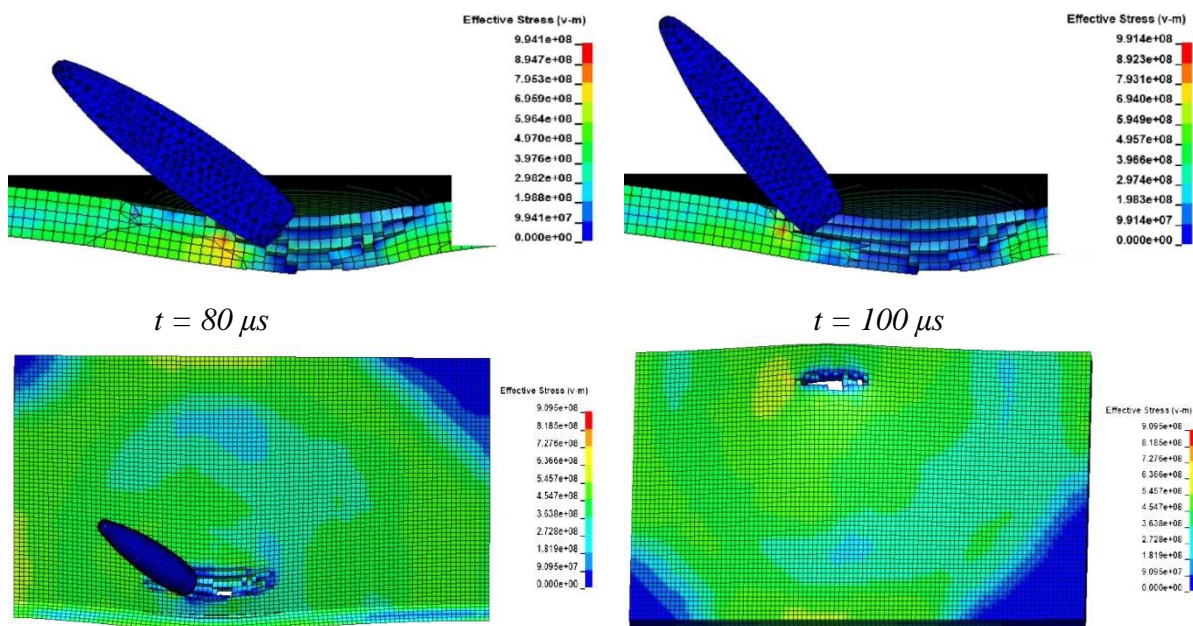 Effective Stress (v-m)
9.941e+08
8.947e+08
7.953e+08
6.959e+08
5.964e+08
4.970e+08
3.976e+08
2.982e+08
1.988e+08
9.941e+07
0.000e+00
Effective Stress (v-m)
9.914e+08
8.923e+08
7.931e+08
6.940e+08
5.949e+08
4.957e+08
3.966e+08
2.974e+08
1.983e+08
9.914e+07
0.000e+00
t = 80 μs
t = 100 μs
Effective Stress (v-m)
9.095e+08
8.185e+08
7.276e+08
6.366e+08
5.457e+08
4.547e+08
3.638e+08
2.728e+08
1.819e+08
9.095e+07
0.000e+00
Effective Stress (v-m)
9.095e+08
8.185e+08
7.276e+08
6.366e+08
5.457e+08
4.547e+08
3.638e+08
2.728e+08
1.819e+08
9.095e+07
0.000e+00